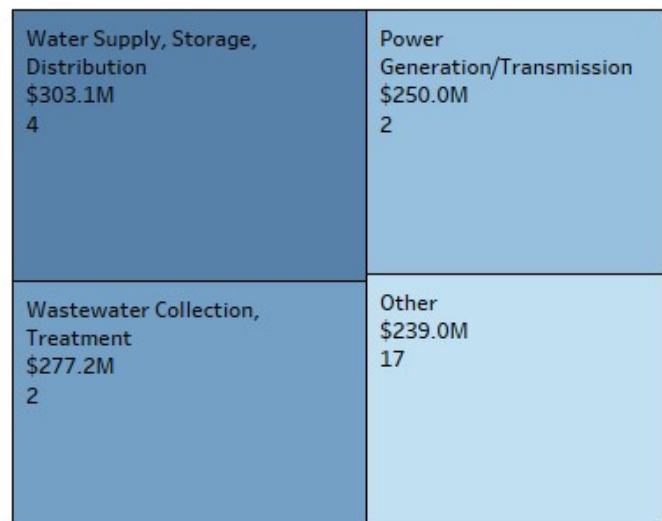 Water Supply, Storage,
Distribution
$303.1M
4
Power
Generation/Transmission
$250.0M
2
Wastewater Collection,
Treatment
$277.2M
2
Other
$239.0M
17